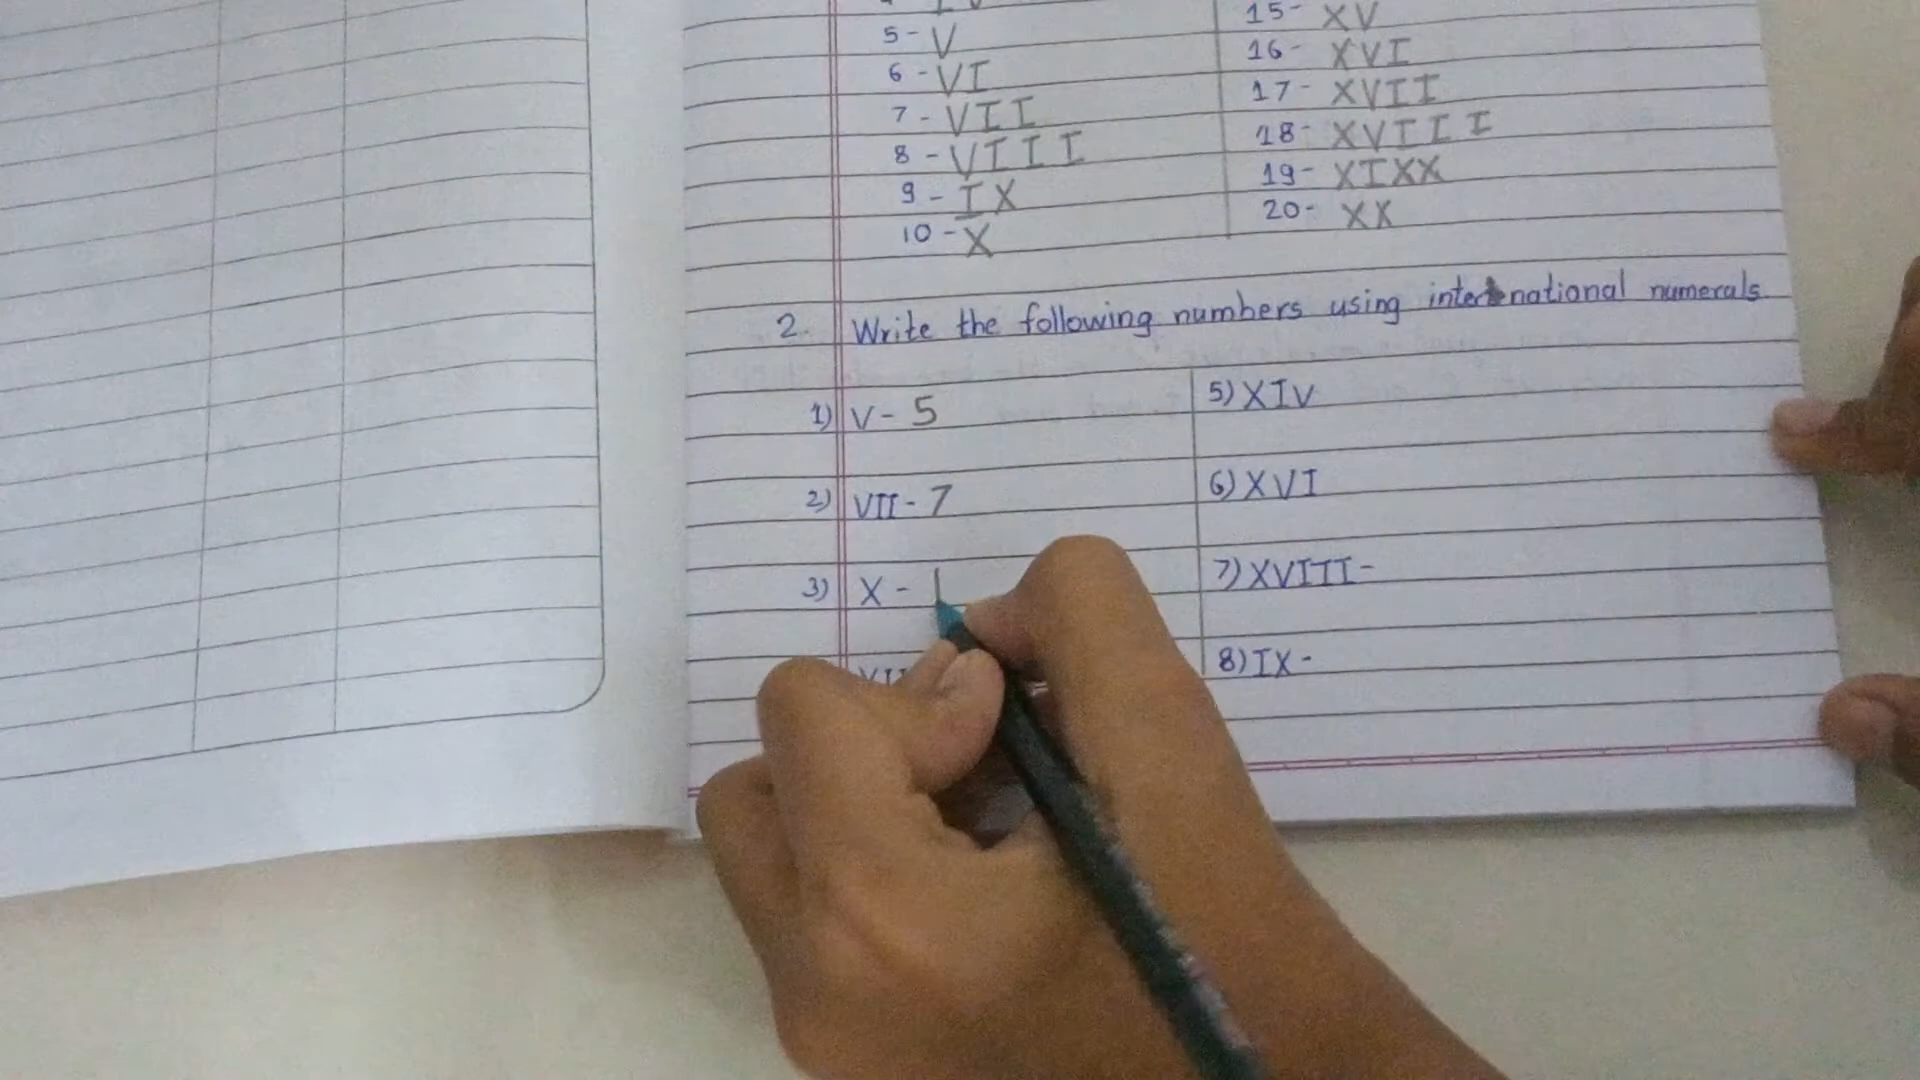 5 - V
6 - VI
7 - VII
8 - VIII
9 - IX
10 - X
15 - XV
16 - XVI
17 - XVII
18 - XVIII
19 - XIXX
20 - XX
2. Write the following numbers using international numerals
1) V - 5
2) VII - 7
3) X - 1
5) XIV
6) XVI
7) XVIII -
8) IX -